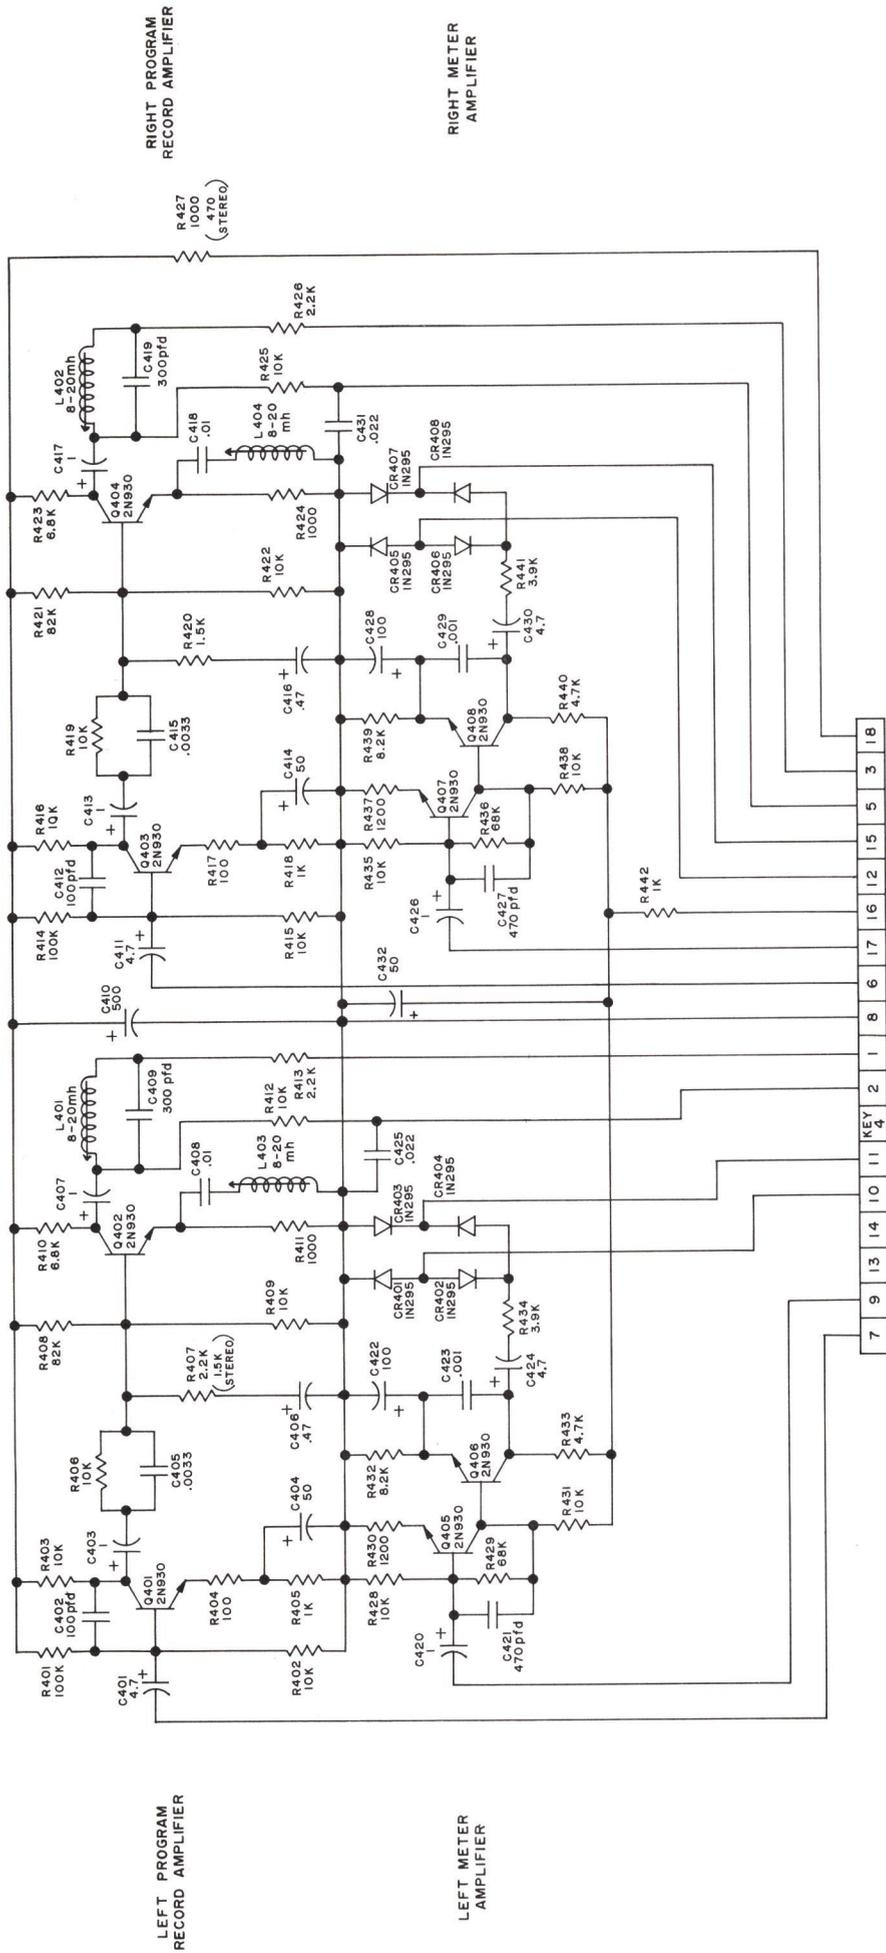 RIGHT PROGRAM
RECORD AMPLIFIER
RIGHT METER
AMPLIFIER
LEFT PROGRAM
RECORD AMPLIFIER
LEFT METER
AMPLIFIER
R401
100K
C401
4.7
+
R402
10K
C402
100pfd
R403
10K
Q401
2N930
R404
100
R405
1K
C403
1
+
C404
50
+
R406
10K
C405
.0033
R407
2.2K
1.5K
(STEREO)
C406
.47
+
R408
82K
R409
10K
R410
6.8K
Q402
2N930
R411
1000
C407
1
+
C408
.01
L403
8-20
mh
L401
8-20mh
C409
300 pfd
R412
10K
R413
2.2K
C410
500
+
C411
4.7
+
R414
100K
R415
10K
C412
100pfd
R416
10K
Q403
2N930
R417
100
R418
1K
C413
1
+
C414
50
+
R419
10K
C415
.0033
R420
1.5K
C416
.47
+
R421
82K
R422
10K
R423
6.8K
Q404
2N930
R424
1000
C417
1
+
C418
.01
L404
8-20
mh
L402
8-20mh
C419
300pfd
R425
10K
R426
2.2K
R427
1000
470
(STEREO)
C420
1
+
C421
470pfd
R428
10K
R429
68K
R430
1200
Q405
2N930
R431
10K
R432
8.2K
Q406
2N930
R433
4.7K
C422
100
+
C423
.001
C424
4.7
+
R434
3.9K
CR401
1N295
CR402
1N295
CR403
1N295
CR404
1N295
C425
.022
C432
50
+
C426
1
+
C427
470 pfd
R435
10K
R436
68K
R437
1200
Q407
2N930
R438
10K
R439
8.2K
Q408
2N930
R440
4.7K
C428
100
+
C429
.001
C430
4.7
+
R441
3.9K
CR405
1N295
CR406
1N295
CR407
1N295
CR408
1N295
C431
.022
R442
1K
7 9 13 14 10 11 KEY 4 2 1 8 6 17 16 12 15 5 3 18